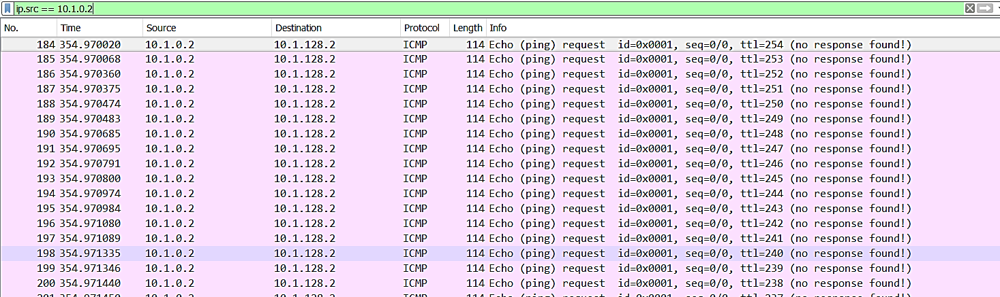 ip.src == 10.1.0.2
No. Time Source Destination Protocol Length Info
184 354.970020 10.1.0.2 10.1.128.2 ICMP 114 Echo (ping) request id=0x0001, seq=0/0, ttl=254 (no response found!)
185 354.970068 10.1.0.2 10.1.128.2 ICMP 114 Echo (ping) request id=0x0001, seq=0/0, ttl=253 (no response found!)
186 354.970360 10.1.0.2 10.1.128.2 ICMP 114 Echo (ping) request id=0x0001, seq=0/0, ttl=252 (no response found!)
187 354.970375 10.1.0.2 10.1.128.2 ICMP 114 Echo (ping) request id=0x0001, seq=0/0, ttl=251 (no response found!)
188 354.970474 10.1.0.2 10.1.128.2 ICMP 114 Echo (ping) request id=0x0001, seq=0/0, ttl=250 (no response found!)
189 354.970483 10.1.0.2 10.1.128.2 ICMP 114 Echo (ping) request id=0x0001, seq=0/0, ttl=249 (no response found!)
190 354.970685 10.1.0.2 10.1.128.2 ICMP 114 Echo (ping) request id=0x0001, seq=0/0, ttl=248 (no response found!)
191 354.970695 10.1.0.2 10.1.128.2 ICMP 114 Echo (ping) request id=0x0001, seq=0/0, ttl=247 (no response found!)
192 354.970791 10.1.0.2 10.1.128.2 ICMP 114 Echo (ping) request id=0x0001, seq=0/0, ttl=246 (no response found!)
193 354.970800 10.1.0.2 10.1.128.2 ICMP 114 Echo (ping) request id=0x0001, seq=0/0, ttl=245 (no response found!)
194 354.970974 10.1.0.2 10.1.128.2 ICMP 114 Echo (ping) request id=0x0001, seq=0/0, ttl=244 (no response found!)
195 354.970984 10.1.0.2 10.1.128.2 ICMP 114 Echo (ping) request id=0x0001, seq=0/0, ttl=243 (no response found!)
196 354.971080 10.1.0.2 10.1.128.2 ICMP 114 Echo (ping) request id=0x0001, seq=0/0, ttl=242 (no response found!)
197 354.971089 10.1.0.2 10.1.128.2 ICMP 114 Echo (ping) request id=0x0001, seq=0/0, ttl=241 (no response found!)
198 354.971335 10.1.0.2 10.1.128.2 ICMP 114 Echo (ping) request id=0x0001, seq=0/0, ttl=240 (no response found!)
199 354.971346 10.1.0.2 10.1.128.2 ICMP 114 Echo (ping) request id=0x0001, seq=0/0, ttl=239 (no response found!)
200 354.971440 10.1.0.2 10.1.128.2 ICMP 114 Echo (ping) request id=0x0001, seq=0/0, ttl=238 (no response found!)